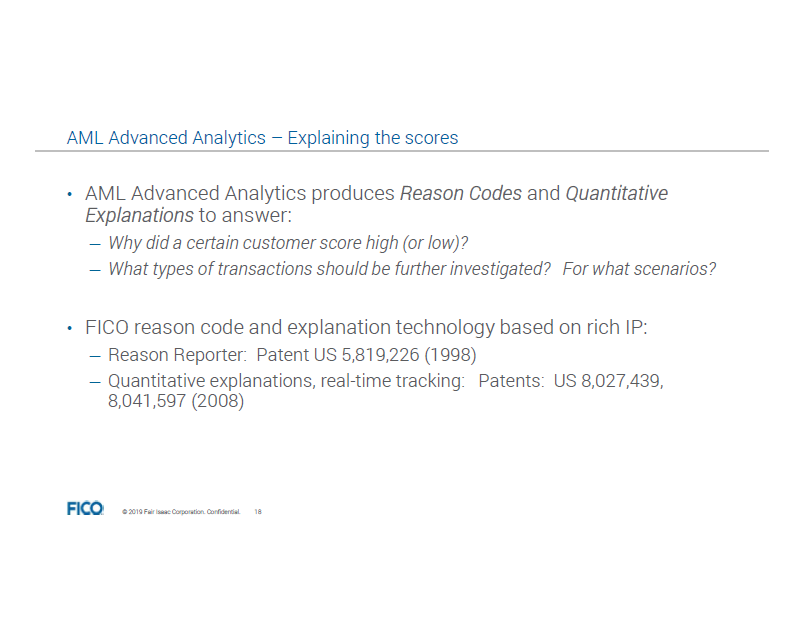 AML Advanced Analytics – Explaining the scores
• AML Advanced Analytics produces Reason Codes and Quantitative
Explanations to answer:
– Why did a certain customer score high (or low)?
– What types of transactions should be further investigated?   For what scenarios?
• FICO reason code and explanation technology based on rich IP:
– Reason Reporter:  Patent US 5,819,226 (1998)
– Quantitative explanations, real-time tracking:   Patents:  US 8,027,439,
8,041,597 (2008)
FICO © 2019 Fair Isaac Corporation. Confidential. 18